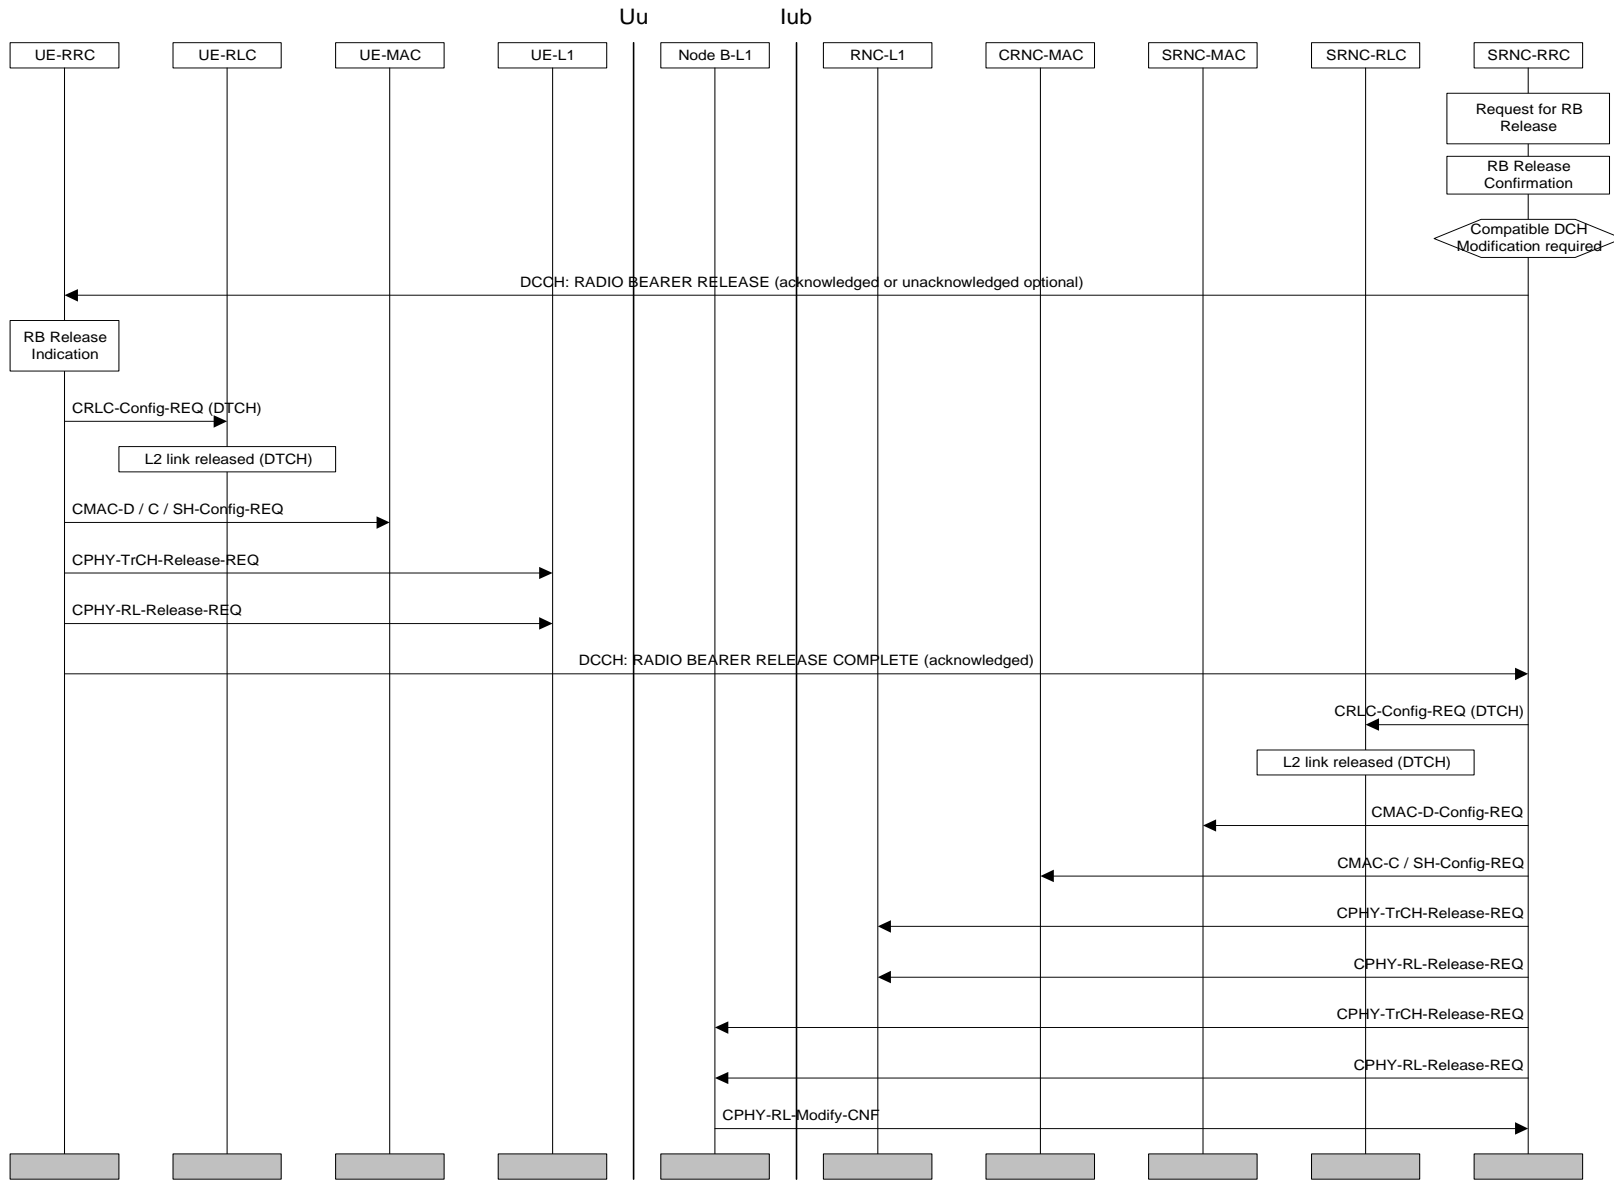 Uu
Iub
UE-RRC
UE-RLC
UE-MAC
UE-L1
Node B-L1
RNC-L1
CRNC-MAC
SRNC-MAC
SRNC-RLC
SRNC-RRC
Request for RB
Release
RB Release
Confirmation
Compatible DCH
Modification required
DCCH: RADIO BEARER RELEASE (acknowledged or unacknowledged optional)
RB Release
Indication
CRLC-Config-REQ (DTCH)
L2 link released (DTCH)
CMAC-D / C / SH-Config-REQ
CPHY-TrCH-Release-REQ
CPHY-RL-Release-REQ
DCCH: RADIO BEARER RELEASE COMPLETE (acknowledged)
CRLC-Config-REQ (DTCH)
L2 link released (DTCH)
CMAC-D-Config-REQ
CMAC-C / SH-Config-REQ
CPHY-TrCH-Release-REQ
CPHY-RL-Release-REQ
CPHY-TrCH-Release-REQ
CPHY-RL-Release-REQ
CPHY-RL-Modify-CNF